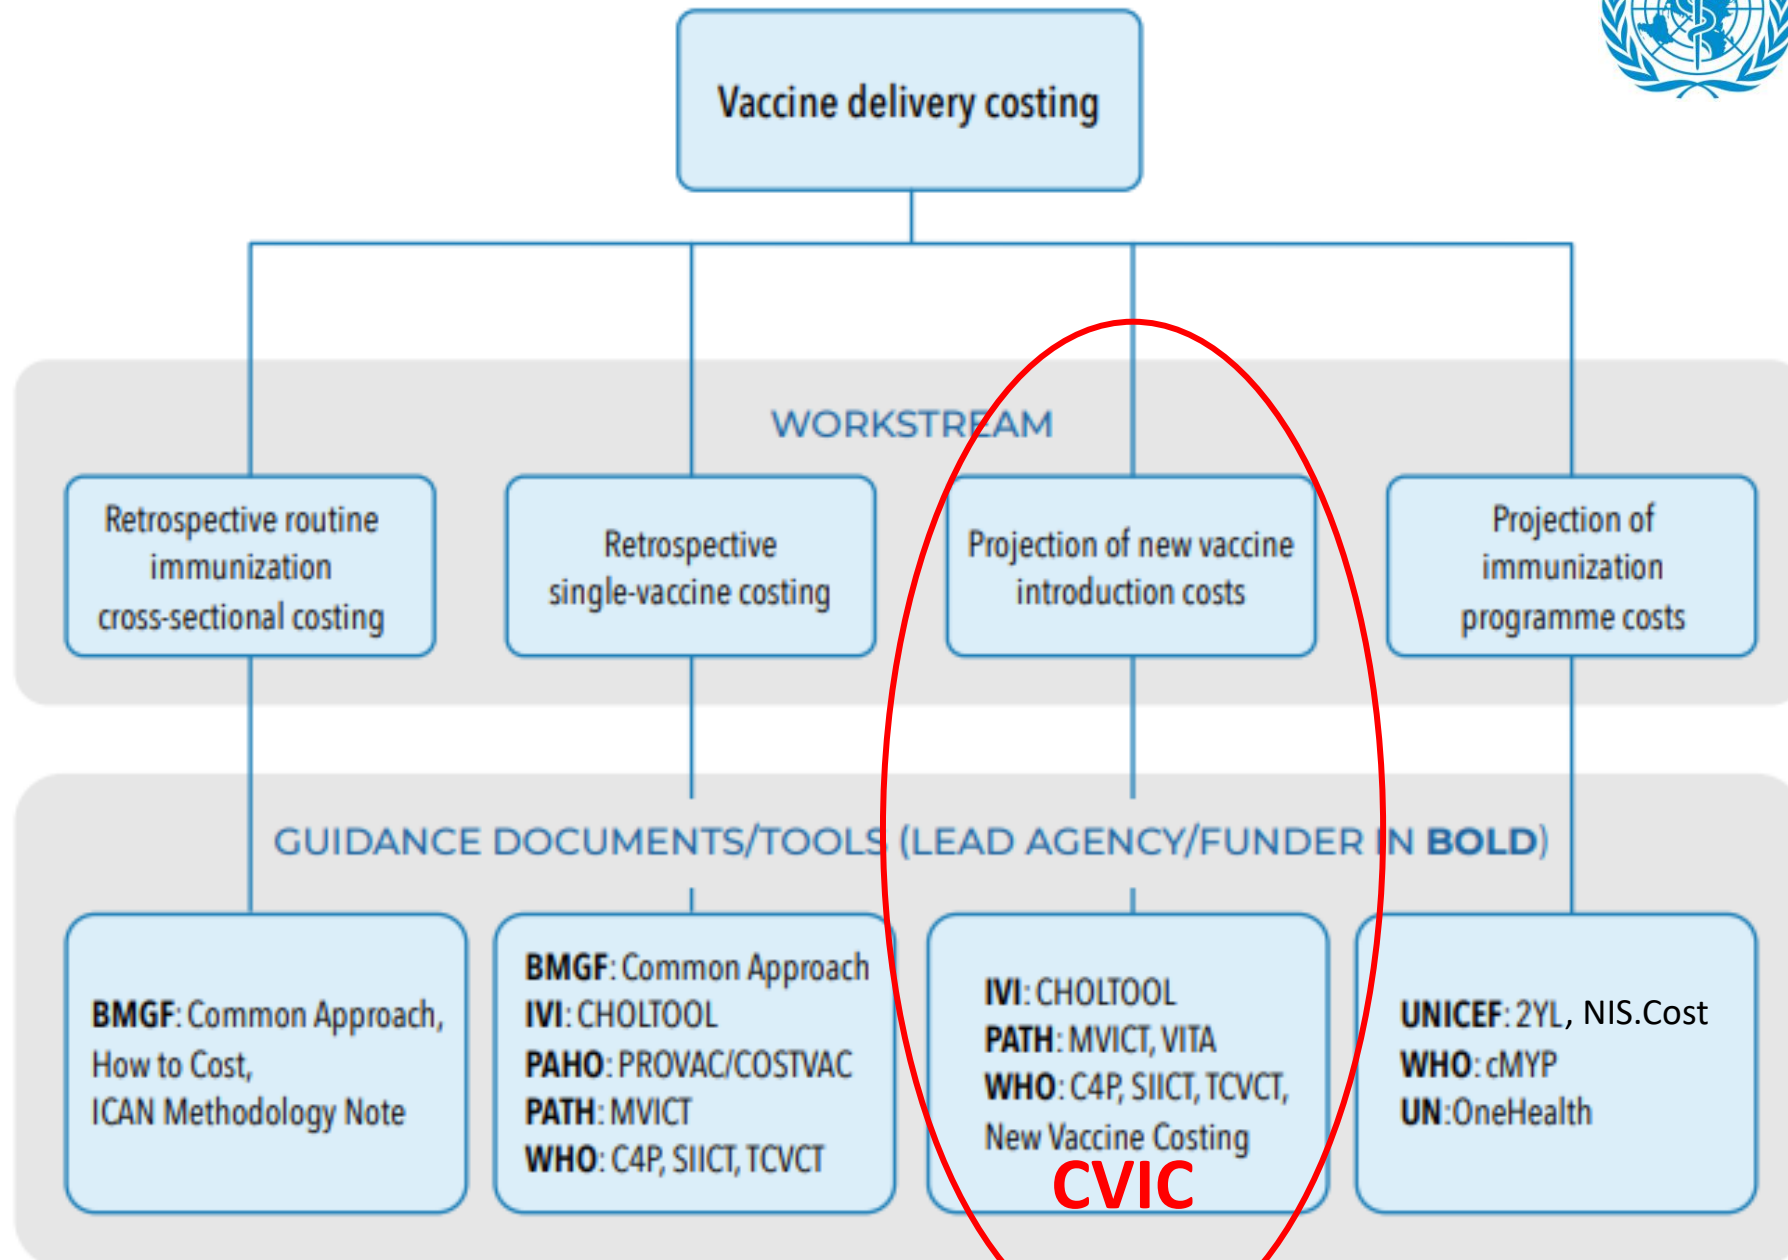 Vaccine delivery costing
WORKSTREAM
Retrospective routine
immunization
cross-sectional costing
Retrospective
single-vaccine costing
Projection of new vaccine
introduction costs
Projection of
immunization
programme costs
GUIDANCE DOCUMENTS/TOOLS (LEAD AGENCY/FUNDER IN BOLD)
BMGF: Common Approach,
How to Cost,
ICAN Methodology Note
BMGF: Common Approach
IVI: CHOLTOOL
PAHO: PROVAC/COSTVAC
PATH: MVICT
WHO: C4P, SIICT, TCVCT
IVI: CHOLTOOL
PATH: MVICT, VITA
WHO: C4P, SIICT, TCVCT,
New Vaccine Costing
CVIC
UNICEF: 2YL, NIS.Cost
WHO: cMYP
UN:OneHealth